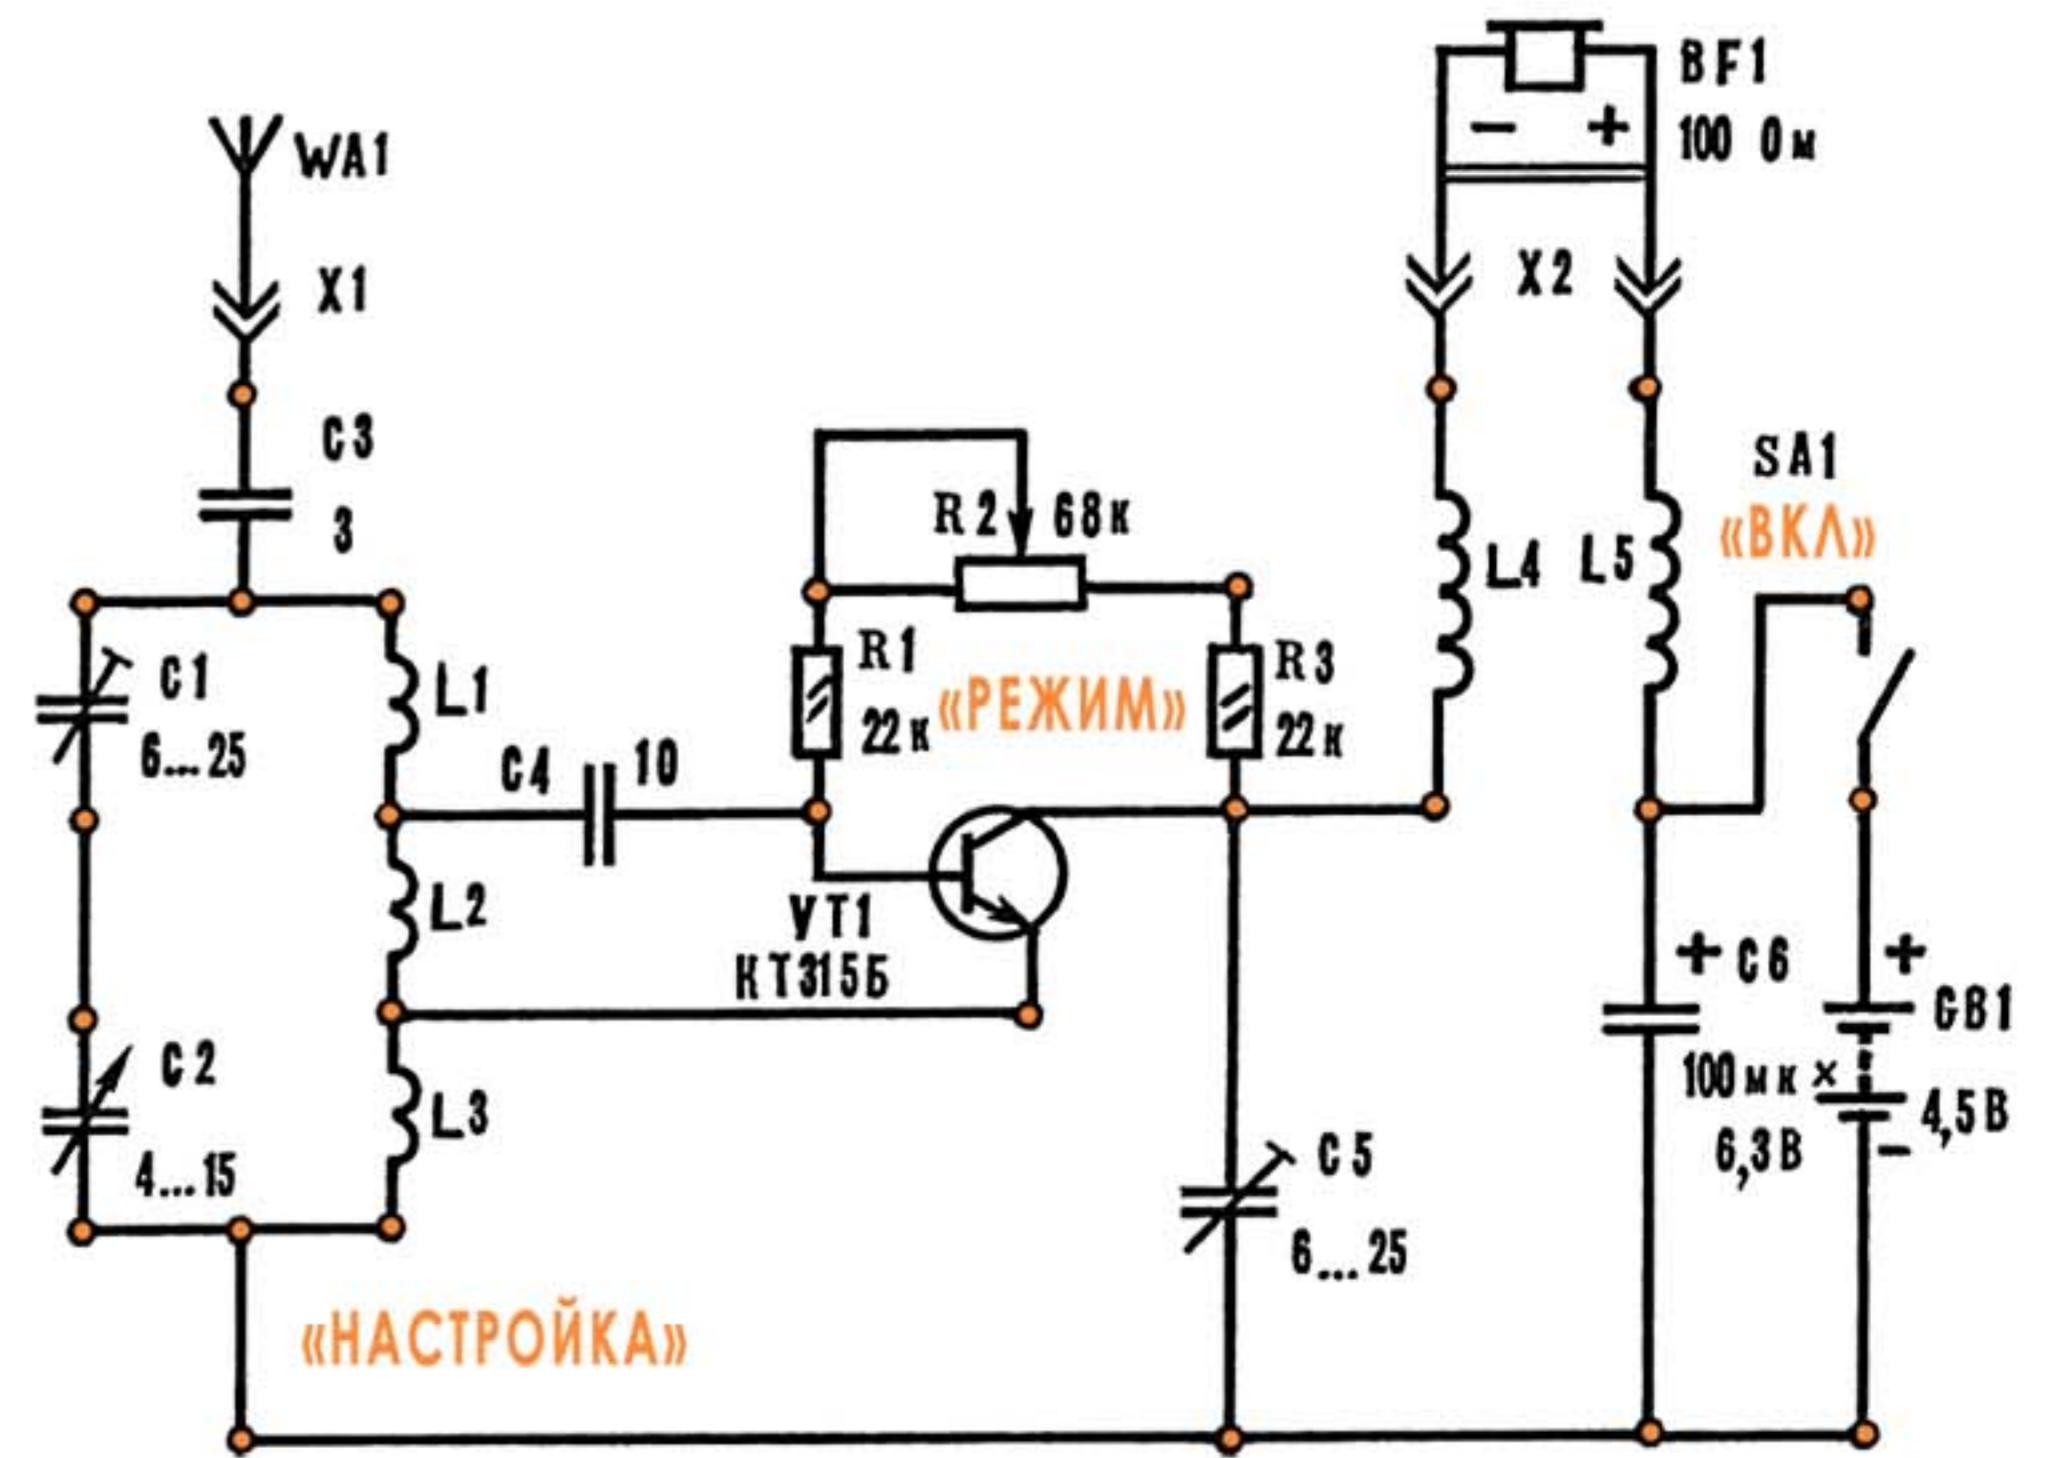 BF1
100 Ом
− +
WA1
X1
X2
C3
3
SA1
«ВКЛ»
R2 68к
L4
L5
C1
6...25
L1
R1
22к
«РЕЖИМ»
R3
22к
C4 10
L2
VT1
КТ315Б
+ C6
100мк×
6,3В
+
GB1
4,5В
−
C2
4...15
L3
C5
6...25
«НАСТРОЙКА»